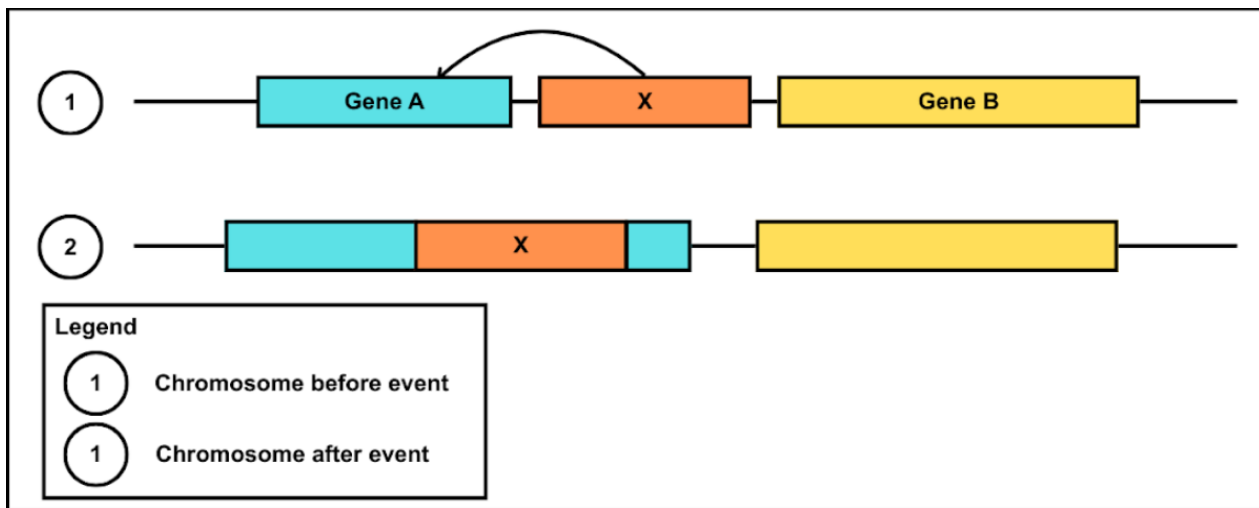 1 Gene A X Gene B
2 X
Legend
1 Chromosome before event
1 Chromosome after event